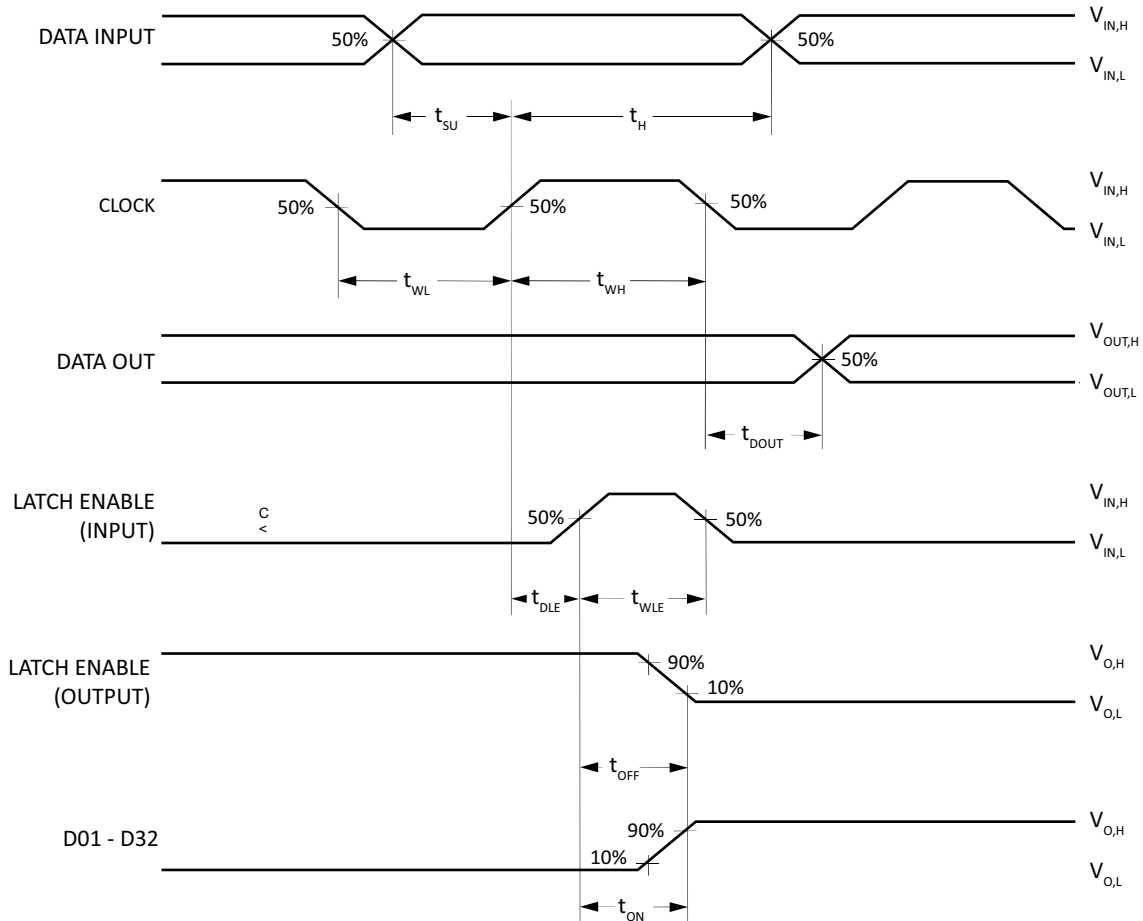 DATA INPUT
50%
50%
V_IN,H
V_IN,L
t_SU
t_H
CLOCK
50%
50%
50%
V_IN,H
V_IN,L
t_WL
t_WH
DATA OUT
50%
V_OUT,H
V_OUT,L
t_DOUT
LATCH ENABLE
(INPUT)
C
<
50%
50%
V_IN,H
V_IN,L
t_DLE
t_WLE
LATCH ENABLE
(OUTPUT)
90%
10%
V_O,H
V_O,L
t_OFF
D01 - D32
90%
10%
V_O,H
V_O,L
t_ON